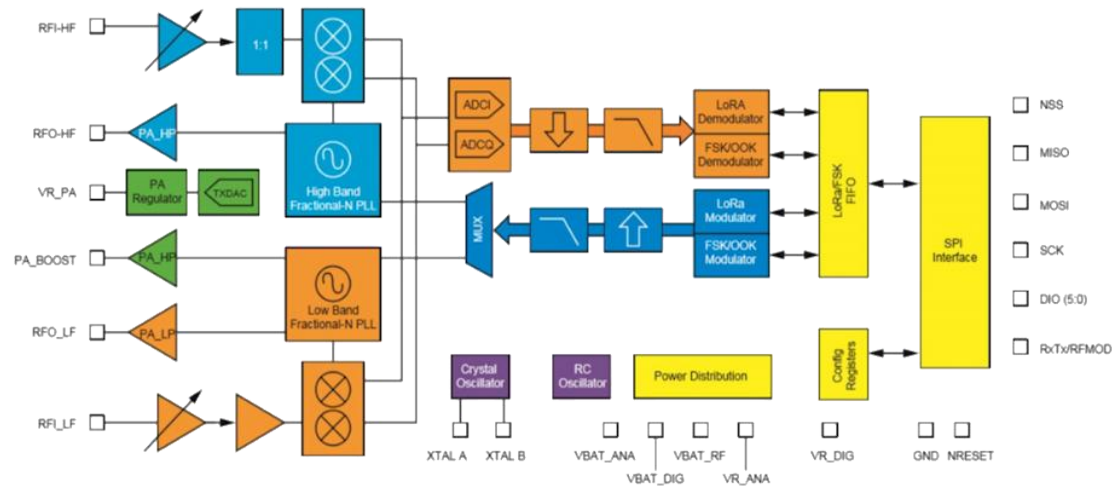 RFI-HF
1:1
RFO-HF
PA_HP
High Band
Fractional-N PLL
VR_PA
PA
Regulator
TXDAC
PA_BOOST
PA_HP
Low Band
Fractional-N PLL
RFO_LF
PA_LP
RFI_LF
ADCI
ADCQ
MUX
LoRA
Demodulator
FSK/OOK
Demodulator
LoRa
Modulator
FSK/OOK
Modulator
LoRa/FSK
FIFO
SPI
Interface
NSS
MISO
MOSI
SCK
DIO (5:0)
RxTx/RFMOD
Crystal
Oscillator
RC
Oscillator
Power Distribution
Config
Registers
XTAL A
XTAL B
VBAT_ANA
VBAT_DIG
VBAT_RF
VR_ANA
VR_DIG
GND
NRESET